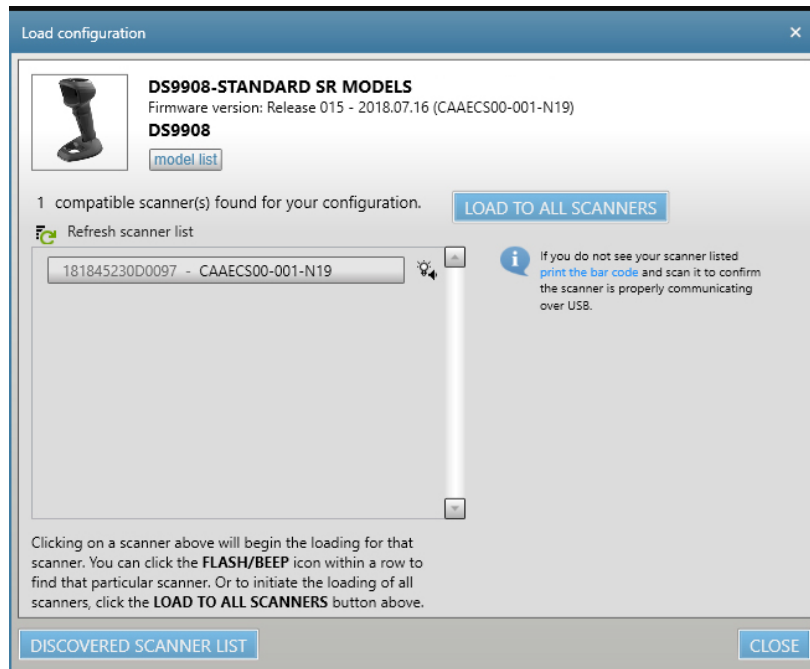 Load configuration
DS9908-STANDARD SR MODELS
Firmware version: Release 015 - 2018.07.16 (CAAECS00-001-N19)
DS9908
model list
1 compatible scanner(s) found for your configuration.
LOAD TO ALL SCANNERS
Refresh scanner list
181845230D0097 - CAAECS00-001-N19
If you do not see your scanner listed
print the bar code and scan it to confirm
the scanner is properly communicating
over USB.
Clicking on a scanner above will begin the loading for that
scanner. You can click the FLASH/BEEP icon within a row to
find that particular scanner. Or to initiate the loading of all
scanners, click the LOAD TO ALL SCANNERS button above.
DISCOVERED SCANNER LIST
CLOSE